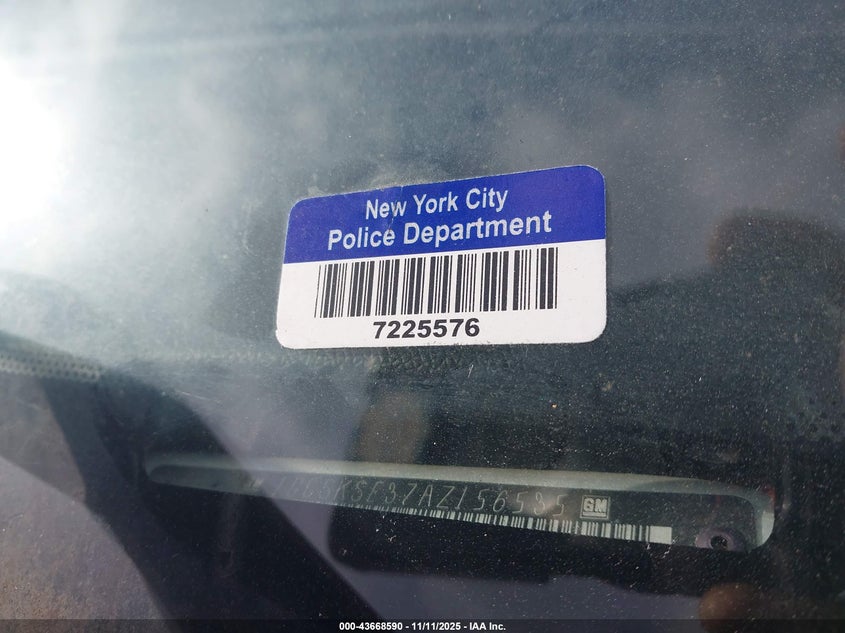 New York City
Police Department
7225576
GM
000-43668590 - 11/11/2025 - IAA Inc.